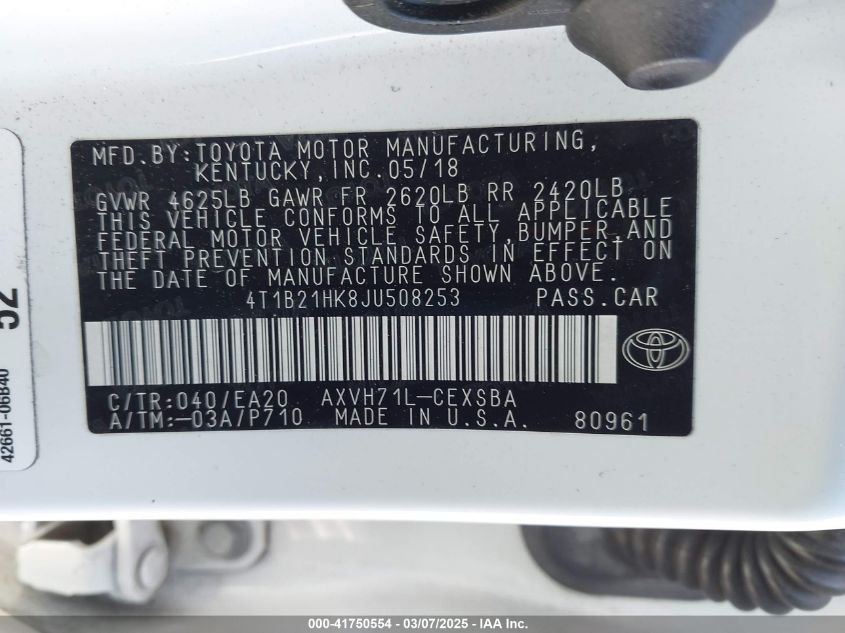 MFD.BY:TOYOTA MOTOR MANUFACTURING,
KENTUCKY,INC.05/18
GVWR 4625LB GAWR FR 2620LB RR 2420LB
THIS VEHICLE CONFORMS TO ALL APPLICABLE
FEDERAL MOTOR VEHICLE SAFETY,BUMPER,AND
THEFT PREVENTION STANDARDS IN EFFECT ON
THE DATE OF MANUFACTURE SHOWN ABOVE.
4T1B21HK8JU508253 PASS.CAR
C/TR:040/EA20 AXVH71L-CEXSBA
A/TM:-03A/P710 MADE IN U.S.A. 80961
52
42661-06B40
000-41750554 — 03/07/2025 — IAA Inc.